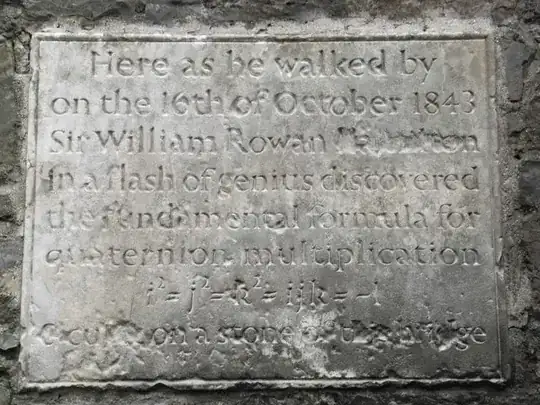 Here as he walked by
on the 16th of October 1843
Sir William Rowan Hamilton
in a flash of genius discovered
the fundamental formula for
quaternion multiplication
i² = j² = k² = ijk = -1
& cut it on a stone of this bridge